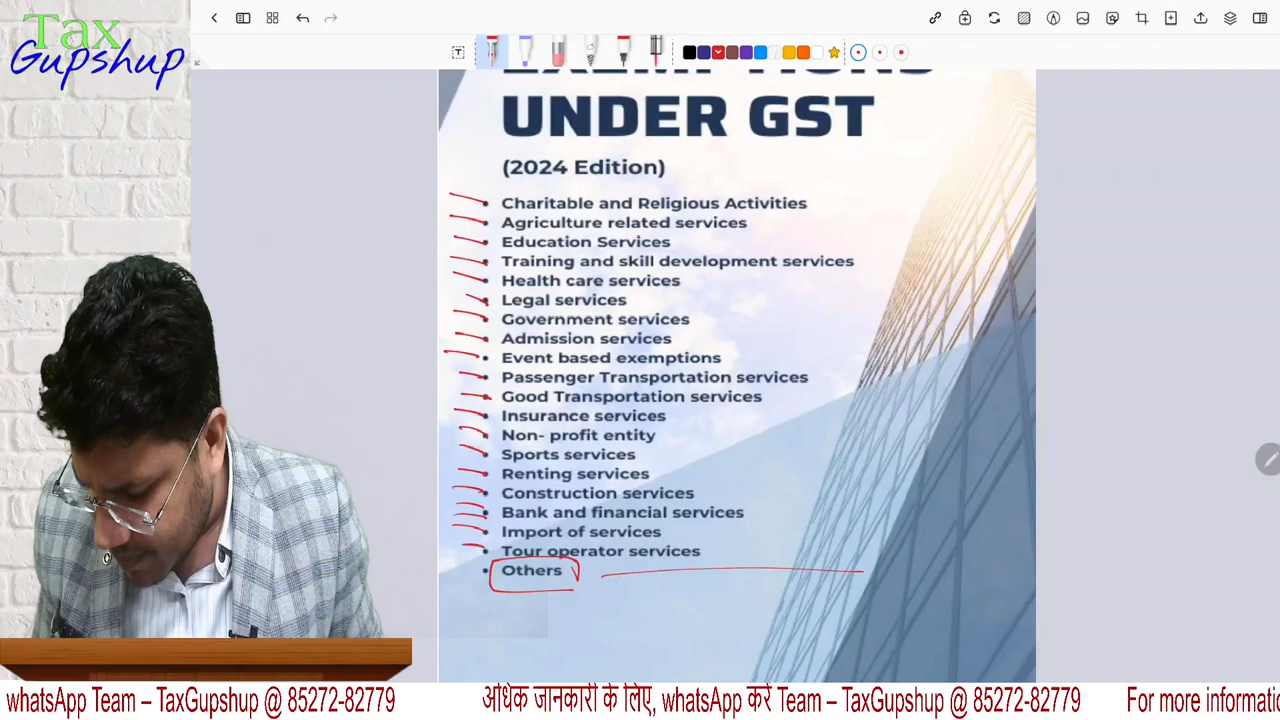 Tax
Gupshup
EXEMPTIONS
UNDER GST
(2024 Edition)
• Charitable and Religious Activities
• Agriculture related services
• Education Services
• Training and skill development services
• Health care services
• Legal services
• Government services
• Admission services
• Event based exemptions
• Passenger Transportation services
• Good Transportation services
• Insurance services
• Non- profit entity
• Sports services
• Renting services
• Construction services
• Bank and financial services
• Import of services
• Tour operator services
• Others
whatsApp Team – TaxGupshup @ 85272-82779 अधिक जानकारी के लिए, whatsApp करें Team – TaxGupshup @ 85272-82779 For more informati